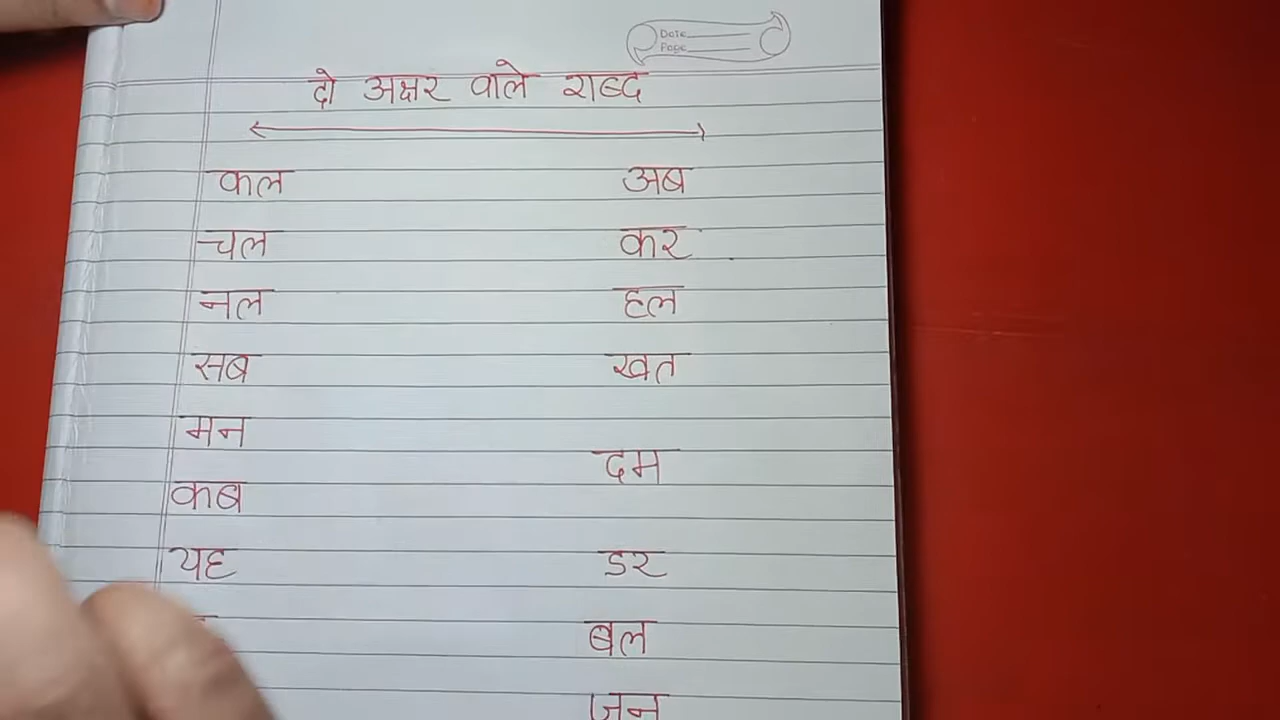 Date
Page
दो अक्षर वाले शब्द
कल अब
चल कर
नल हल
सब खत
मन
दम
कब
यह डर
बल
जन